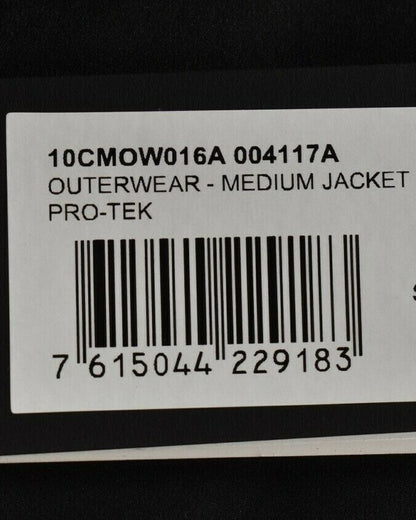 10CMOW016A 004117A
OUTERWEAR - MEDIUM JACKET
PRO-TEK
7 615044 229183